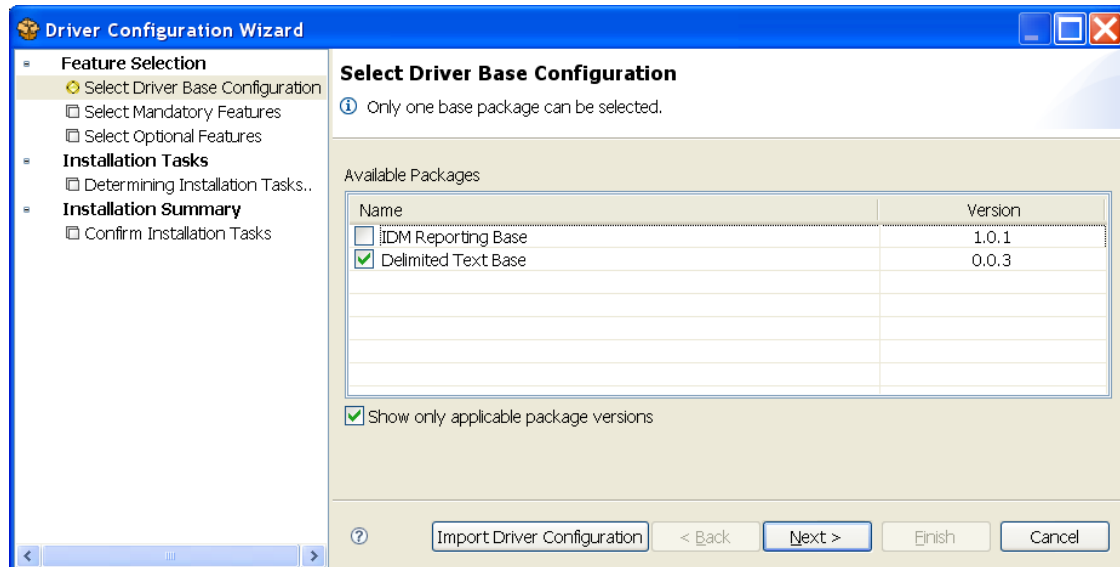 Driver Configuration Wizard
Feature Selection
Select Driver Base Configuration
Select Mandatory Features
Select Optional Features
Installation Tasks
Determining Installation Tasks..
Installation Summary
Confirm Installation Tasks
Select Driver Base Configuration
Only one base package can be selected.
Available Packages
Name Version
IDM Reporting Base 1.0.1
Delimited Text Base 0.0.3
Show only applicable package versions
Import Driver Configuration < Back Next > Finish Cancel